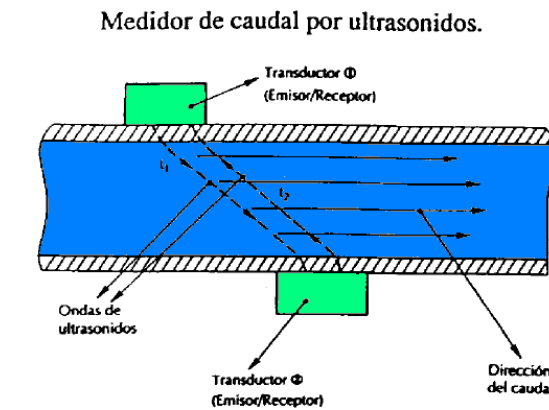 Medidor de caudal por ultrasonidos.
Transductor ①
(Emisor/Receptor)
t₁
t₂
Ondas de
ultrasonidos
Transductor ②
(Emisor/Receptor)
Dirección
del cauda